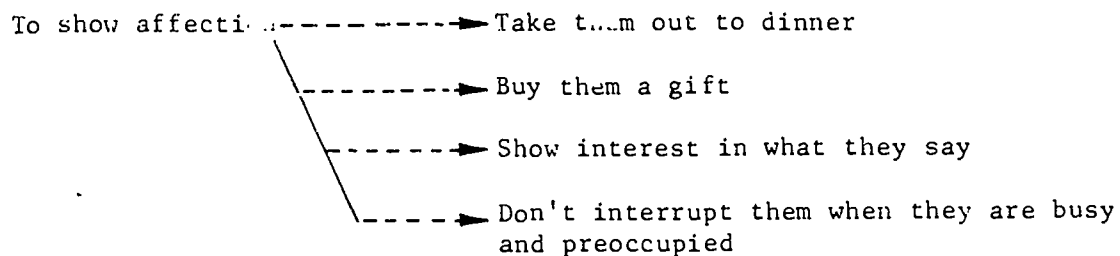 To show affecti
Take t...m out to dinner
Buy them a gift
Show interest in what they say
Don't interrupt them when they are busy
and preoccupied